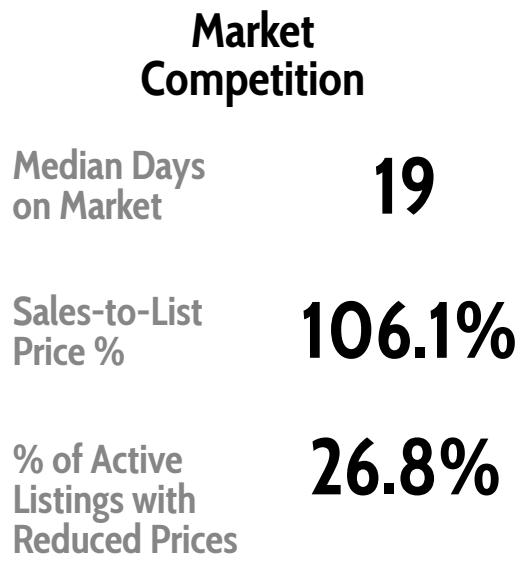 Market
Competition
Median Days
on Market
19
Sales-to-List
Price %
106.1%
% of Active
Listings with
Reduced Prices
26.8%